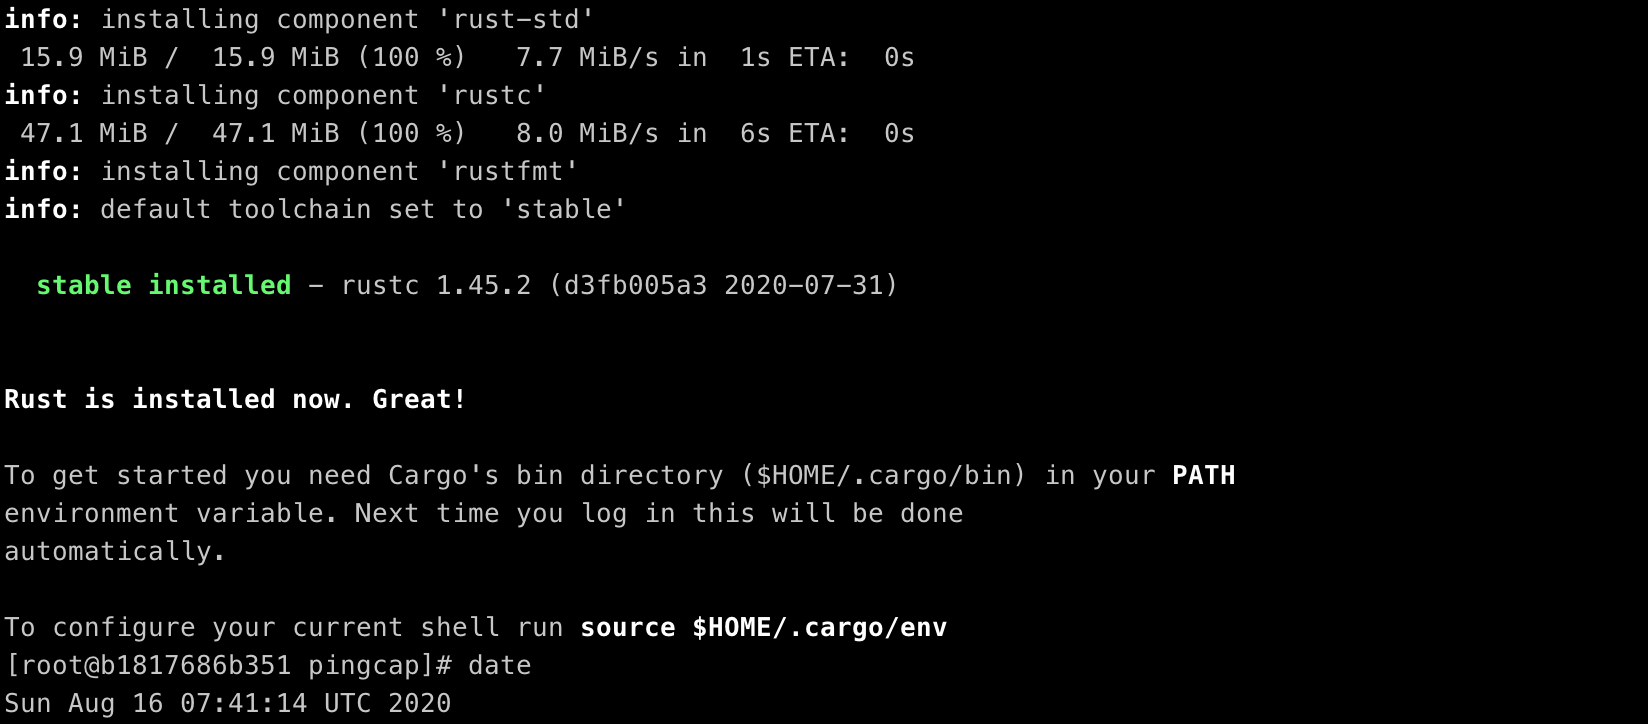 info: installing component 'rust-std'
 15.9 MiB /  15.9 MiB (100 %)   7.7 MiB/s in  1s ETA:  0s
info: installing component 'rustc'
 47.1 MiB /  47.1 MiB (100 %)   8.0 MiB/s in  6s ETA:  0s
info: installing component 'rustfmt'
info: default toolchain set to 'stable'
  stable installed - rustc 1.45.2 (d3fb005a3 2020-07-31)
Rust is installed now. Great!
To get started you need Cargo's bin directory ($HOME/.cargo/bin) in your PATH
environment variable. Next time you log in this will be done
automatically.
To configure your current shell run source $HOME/.cargo/env
[root@b1817686b351 pingcap]# date
Sun Aug 16 07:41:14 UTC 2020